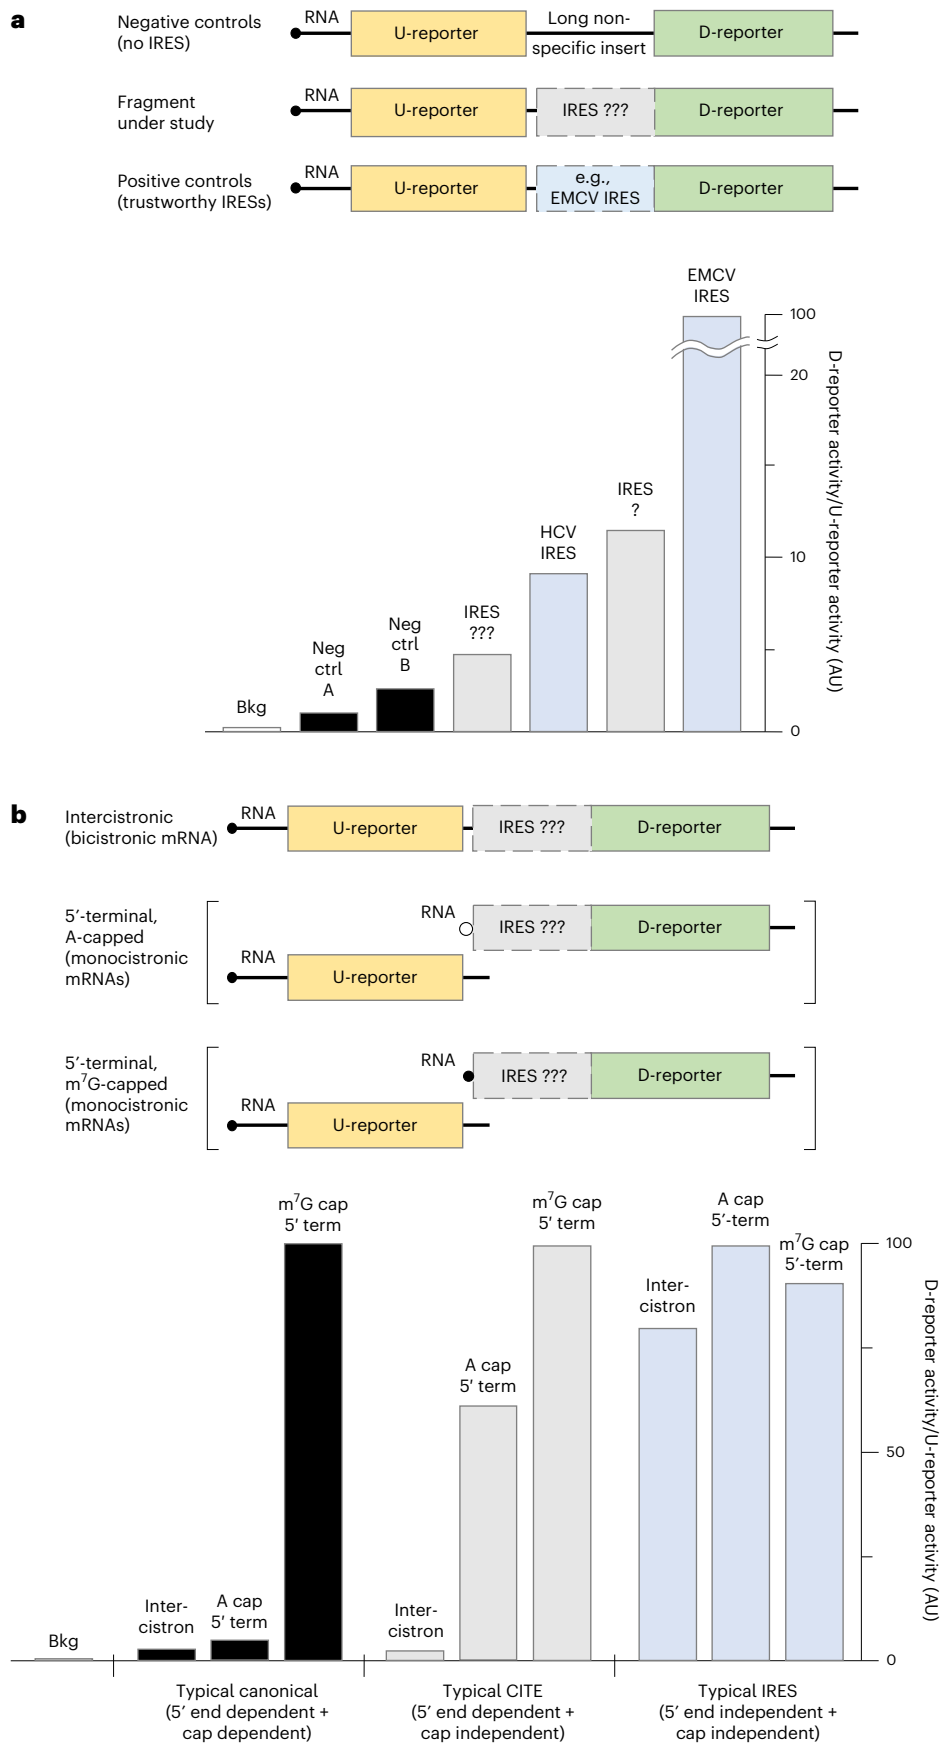 a
Negative controls
(no IRES)
RNA
U-reporter
Long non-
specific insert
D-reporter
Fragment
under study
RNA
U-reporter
IRES ???
D-reporter
Positive controls
(trustworthy IRESs)
RNA
U-reporter
e.g.,
EMCV IRES
D-reporter
Bkg
Neg
ctrl
A
Neg
ctrl
B
IRES
???
HCV
IRES
IRES
?
EMCV
IRES
100
20
10
0
D-reporter activity/U-reporter activity (AU)
b
Intercistronic
(bicistronic mRNA)
RNA
U-reporter
IRES ???
D-reporter
5′-terminal,
A-capped
(monocistronic
mRNAs)
RNA
IRES ???
D-reporter
RNA
U-reporter
5′-terminal,
m⁷G-capped
(monocistronic
mRNAs)
RNA
IRES ???
D-reporter
RNA
U-reporter
Bkg
Inter-
cistron
A cap
5′ term
m⁷G cap
5′ term
Inter-
cistron
A cap
5′ term
m⁷G cap
5′ term
Inter-
cistron
A cap
5′-term
m⁷G cap
5′-term
100
50
0
D-reporter activity/U-reporter activity (AU)
Typical canonical
(5′ end dependent +
cap dependent)
Typical CITE
(5′ end dependent +
cap independent)
Typical IRES
(5′ end independent +
cap independent)